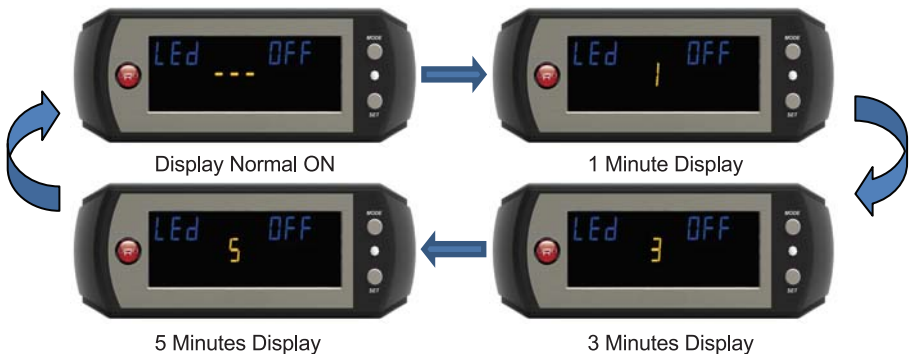 MODE
LEd OFF
---
SET
Display Normal ON
MODE
LEd OFF
1
SET
1 Minute Display
MODE
LEd OFF
5
SET
5 Minutes Display
MODE
LEd OFF
3
SET
3 Minutes Display